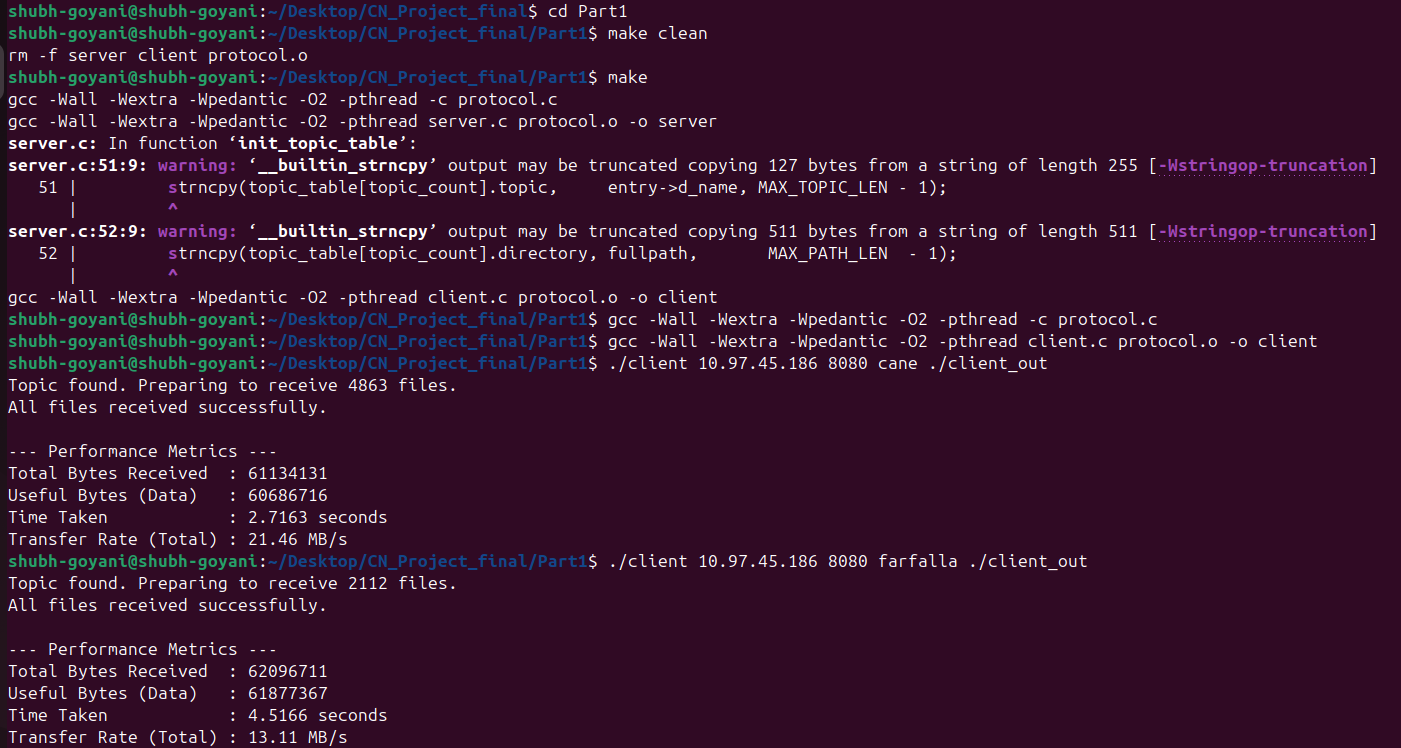 shubh-goyani@shubh-goyani:~/Desktop/CN_Project_final$ cd Part1
shubh-goyani@shubh-goyani:~/Desktop/CN_Project_final/Part1$ make clean
rm -f server client protocol.o
shubh-goyani@shubh-goyani:~/Desktop/CN_Project_final/Part1$ make
gcc -Wall -Wextra -Wpedantic -O2 -pthread -c protocol.c
gcc -Wall -Wextra -Wpedantic -O2 -pthread server.c protocol.o -o server
server.c: In function ‘init_topic_table’:
server.c:51:9: warning: ‘__builtin_strncpy’ output may be truncated copying 127 bytes from a string of length 255 [-Wstringop-truncation]
   51 |         strncpy(topic_table[topic_count].topic,     entry->d_name, MAX_TOPIC_LEN - 1);
      |         ^
server.c:52:9: warning: ‘__builtin_strncpy’ output may be truncated copying 511 bytes from a string of length 511 [-Wstringop-truncation]
   52 |         strncpy(topic_table[topic_count].directory, fullpath,       MAX_PATH_LEN  - 1);
      |         ^
gcc -Wall -Wextra -Wpedantic -O2 -pthread client.c protocol.o -o client
shubh-goyani@shubh-goyani:~/Desktop/CN_Project_final/Part1$ gcc -Wall -Wextra -Wpedantic -O2 -pthread -c protocol.c
shubh-goyani@shubh-goyani:~/Desktop/CN_Project_final/Part1$ gcc -Wall -Wextra -Wpedantic -O2 -pthread client.c protocol.o -o client
shubh-goyani@shubh-goyani:~/Desktop/CN_Project_final/Part1$ ./client 10.97.45.186 8080 cane ./client_out
Topic found. Preparing to receive 4863 files.
All files received successfully.

--- Performance Metrics ---
Total Bytes Received  : 61134131
Useful Bytes (Data)   : 60686716
Time Taken            : 2.7163 seconds
Transfer Rate (Total) : 21.46 MB/s
shubh-goyani@shubh-goyani:~/Desktop/CN_Project_final/Part1$ ./client 10.97.45.186 8080 farfalla ./client_out
Topic found. Preparing to receive 2112 files.
All files received successfully.

--- Performance Metrics ---
Total Bytes Received  : 62096711
Useful Bytes (Data)   : 61877367
Time Taken            : 4.5166 seconds
Transfer Rate (Total) : 13.11 MB/s